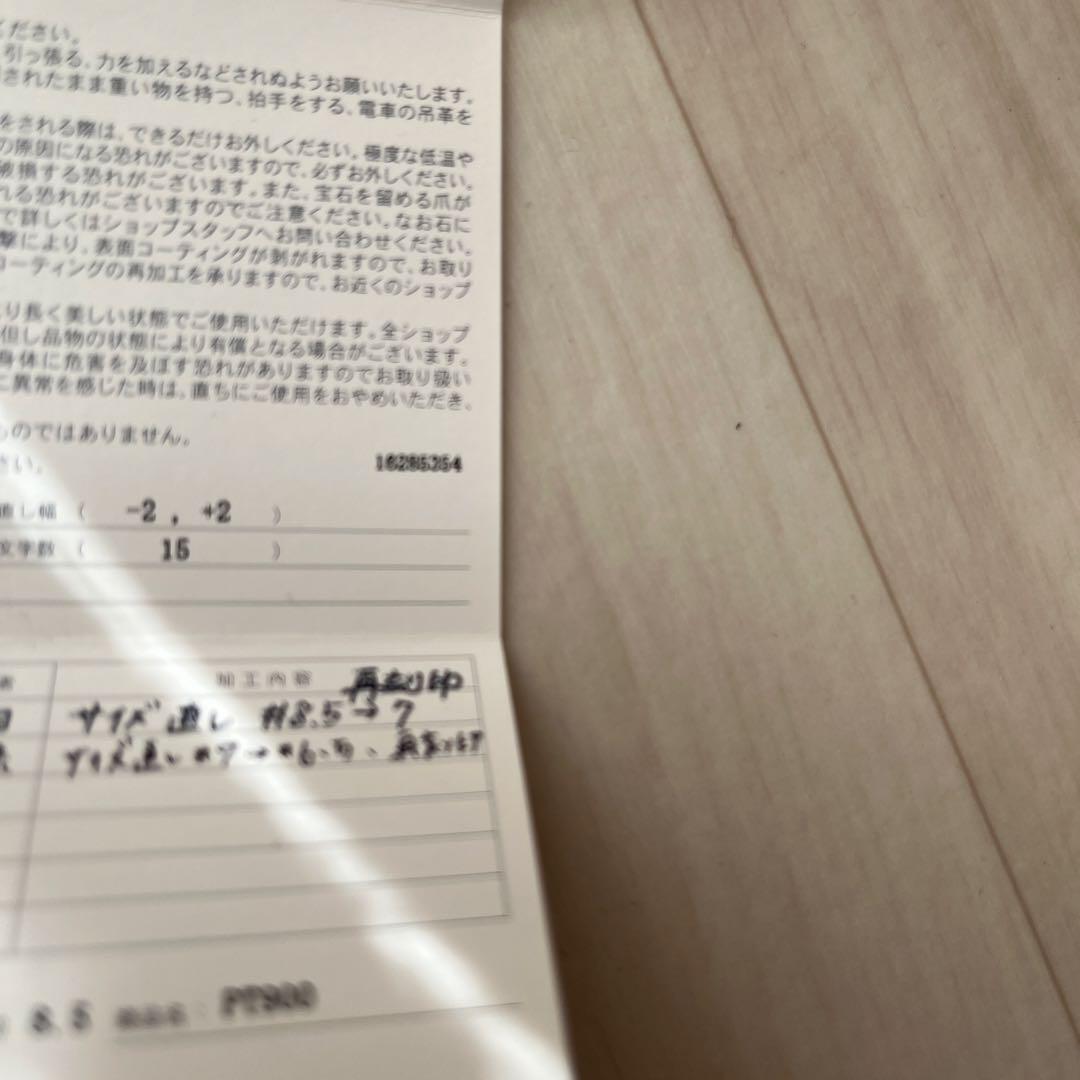 ください。
引っ張る、力を加えるなどされぬようお願いいたします。
されたまま重い物を持つ、拍手をする、電車の吊革を
をされる際は、できるだけお外しください。極度な低温や
の原因になる恐れがございますので、必ずお外しください。
破損する恐れがございます。また、宝石を留める爪が
れる恐れがございますのでご注意ください。なお石に
で詳しくはショップスタッフへお問い合わせください。
撃により、表面コーティングが剥がれますので、お取り
コーティングの再加工を承りますので、お近くのショップ
り長く美しい状態でご使用いただけます。全ショップ
但し品物の状態により有償となる場合がございます。
身体に危害を及ぼす恐れがありますのでお取り扱い
に異常を感じた時は、直ちにご使用をおやめいただき、
ものではありません。
さい。
16285354
直し幅 ( -2 , +2 )
文字数 ( 15 )
加工内容
サイズ直し #8.5→7
サイズ直し #7→#6.5、
8.5 PT900